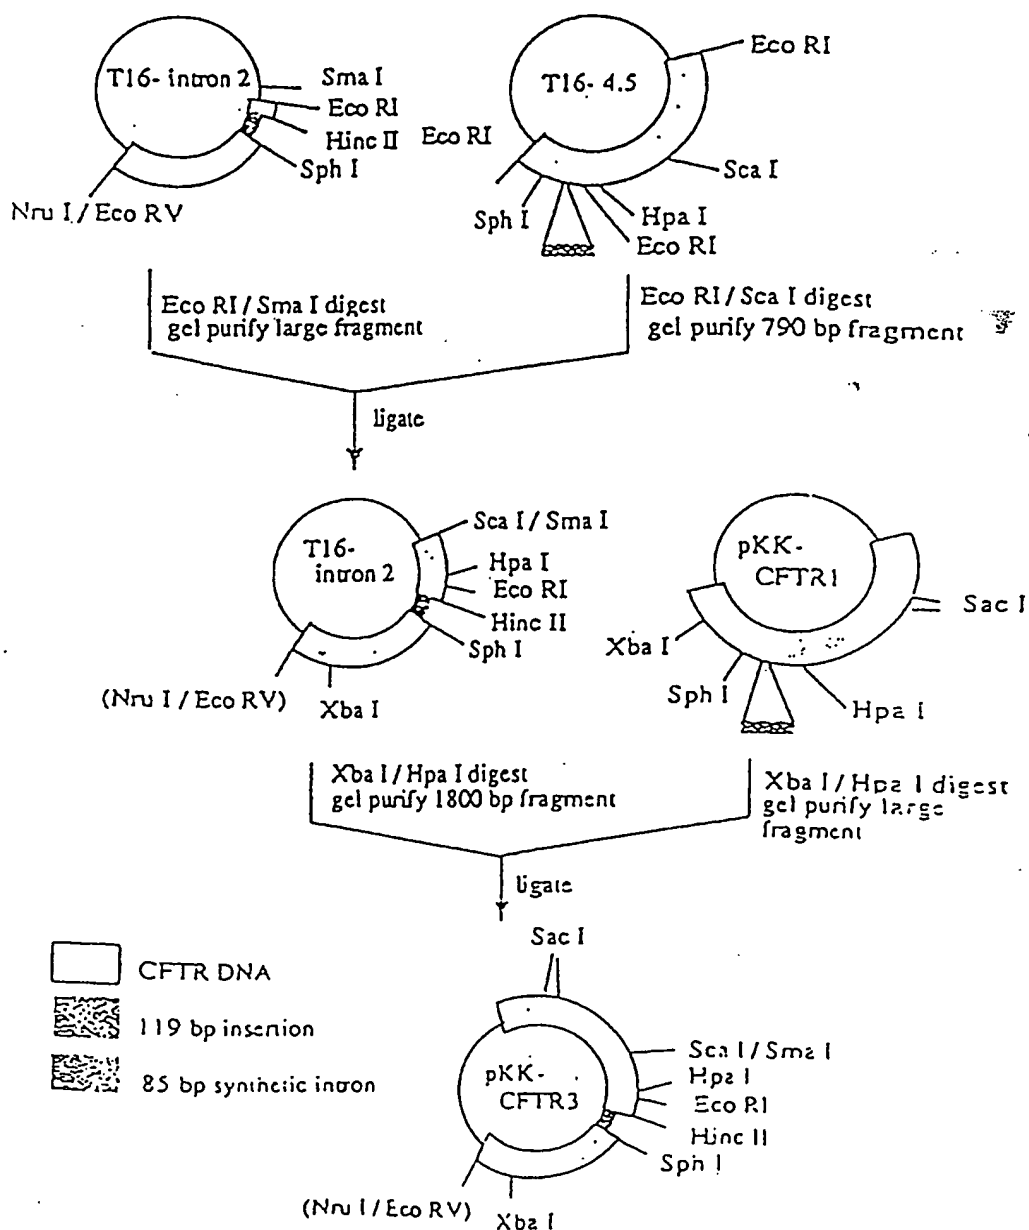 T16- intron 2
Sma I
Eco RI
Hinc II
Sph I
Nru I / Eco RV
T16- 4.5
Eco RI
Eco RI
Sca I
Sph I
Hpa I
Eco RI
Eco RI / Sma I digest
gel purify large fragment
Eco RI / Sca I digest
gel purify 790 bp fragment
ligate
T16-
intron 2
Sca I / Sma I
Hpa I
Eco RI
Hinc II
Sph I
(Nru I / Eco RV)
Xba I
pKK-
CFTR1
Sac I
Xba I
Sph I
Hpa I
Xba I / Hpa I digest
gel purify 1800 bp fragment
Xba I / Hpa I digest
gel purify large
fragment
ligate
Sac I
CFTR DNA
119 bp insertion
85 bp synthetic intron
pKK-
CFTR3
Sca I / Sma I
Hpa I
Eco RI
Hinc II
Sph I
(Nru I / Eco RV)
Xba I